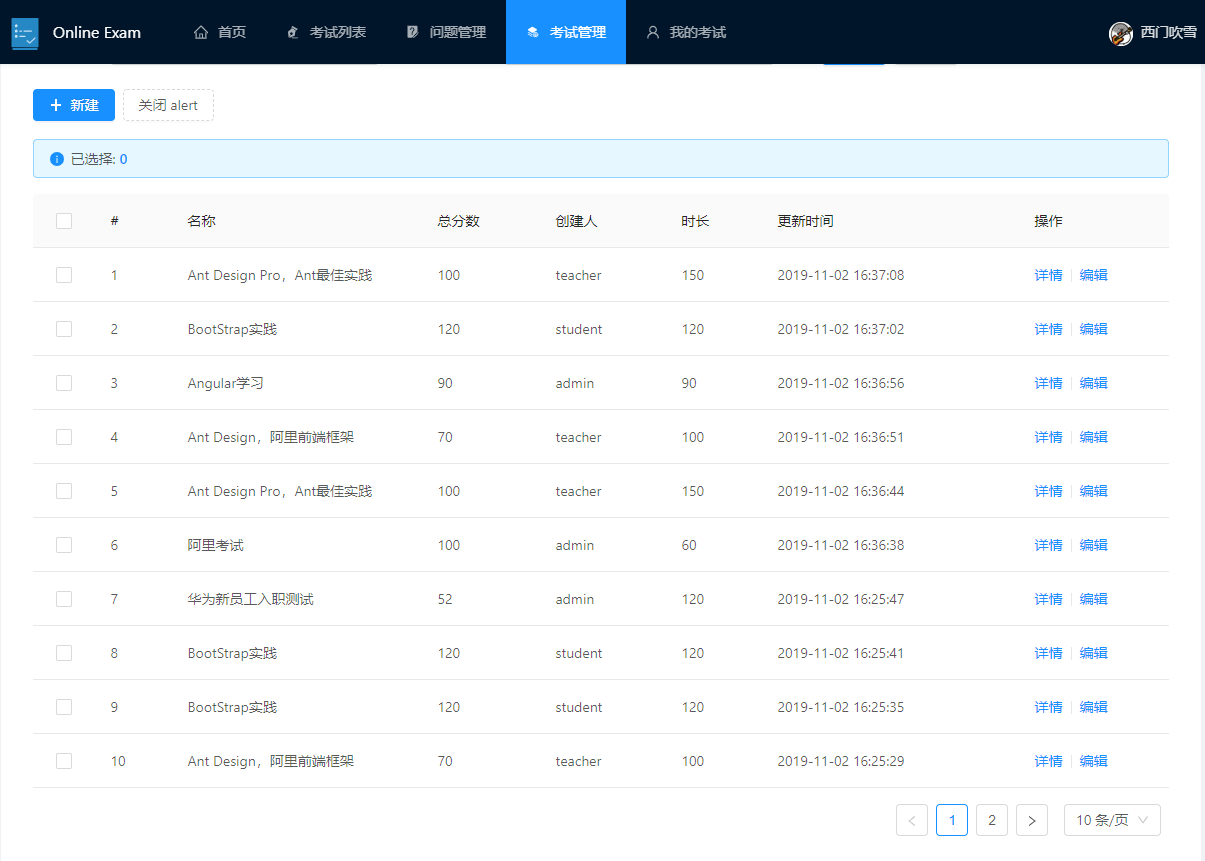 Online Exam 首页 考试列表 问题管理 考试管理 我的考试 西门吹雪
新建 关闭 alert
已选择: 0
# 名称 总分数 创建人 时长 更新时间 操作
1 Ant Design Pro，Ant最佳实践 100 teacher 150 2019-11-02 16:37:08 详情 编辑
2 BootStrap实践 120 student 120 2019-11-02 16:37:02 详情 编辑
3 Angular学习 90 admin 90 2019-11-02 16:36:56 详情 编辑
4 Ant Design，阿里前端框架 70 teacher 100 2019-11-02 16:36:51 详情 编辑
5 Ant Design Pro，Ant最佳实践 100 teacher 150 2019-11-02 16:36:44 详情 编辑
6 阿里考试 100 admin 60 2019-11-02 16:36:38 详情 编辑
7 华为新员工入职测试 52 admin 120 2019-11-02 16:25:47 详情 编辑
8 BootStrap实践 120 student 120 2019-11-02 16:25:41 详情 编辑
9 BootStrap实践 120 student 120 2019-11-02 16:25:35 详情 编辑
10 Ant Design，阿里前端框架 70 teacher 100 2019-11-02 16:25:29 详情 编辑
< 1 2 > 10 条/页